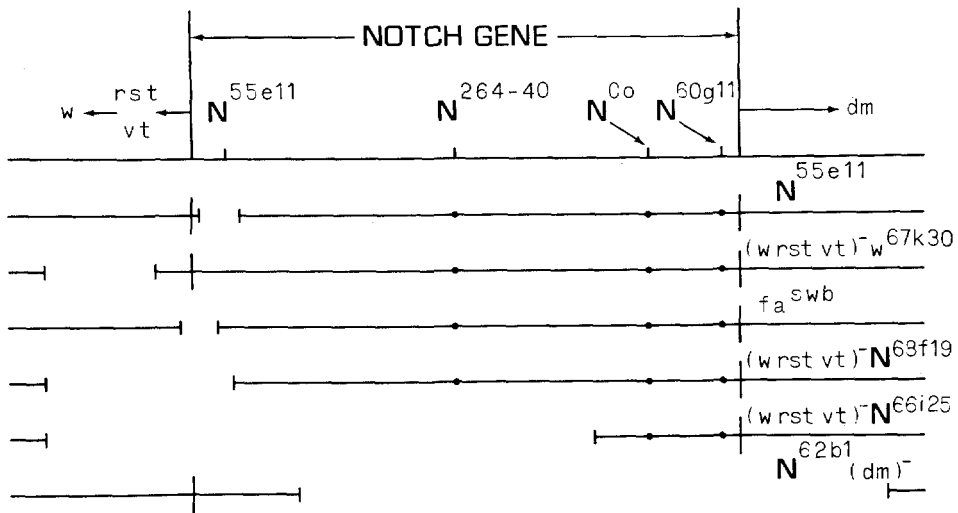 NOTCH GENE
w rst vt N55e11 N264-40 NCo N60g11 dm
N55e11
(w rst vt)-w67k30
faswb
(w rst vt)-N68f19
(w rst vt)-N66i25
N62b1(dm)-